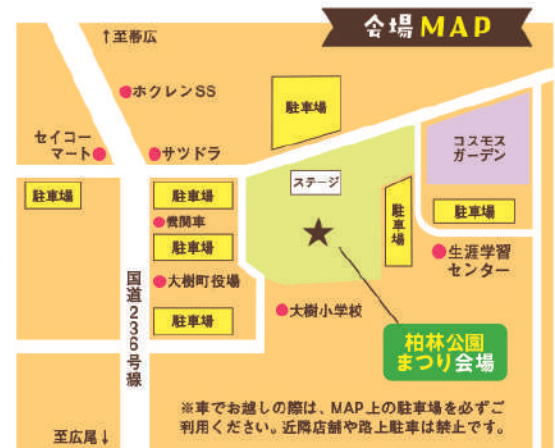 会場MAP
↑至帯広
ホクレンSS
駐車場
セイコー
マート
サツドラ
コスモス
ガーデン
ステージ
駐車場
駐車場
駐車場
駐車場
機関車
駐車場
生涯学習
センター
大樹町役場
国道236号線
大樹小学校
駐車場
柏林公園
まつり会場
※車でお越しの際は、MAP上の駐車場を必ずご
利用ください。近隣店舗や路上駐車は禁止です。
至広尾↓